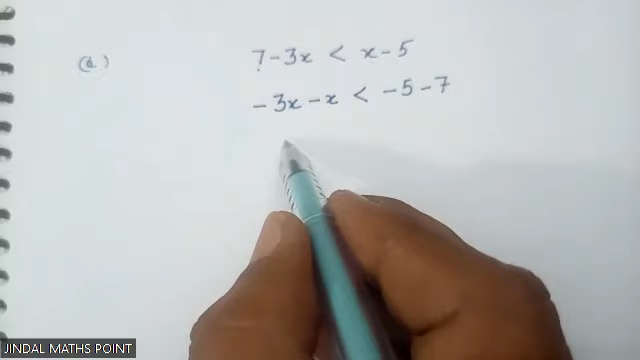 (d) 7-3x < x-5
-3x-x < -5-7
JINDAL MATHS POINT